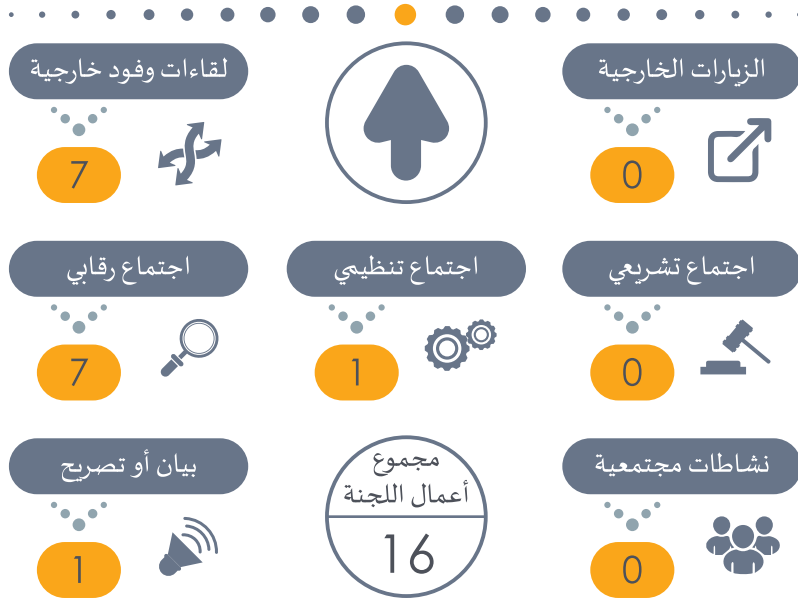 الزيارات الخارجية
0
لقاءات وفود خارجية
7
اجتماع تشريعي
0
اجتماع تنظيمي
1
اجتماع رقابي
7
نشاطات مجتمعية
0
مجموع
أعمال اللجنة
16
بيان أو تصريح
1